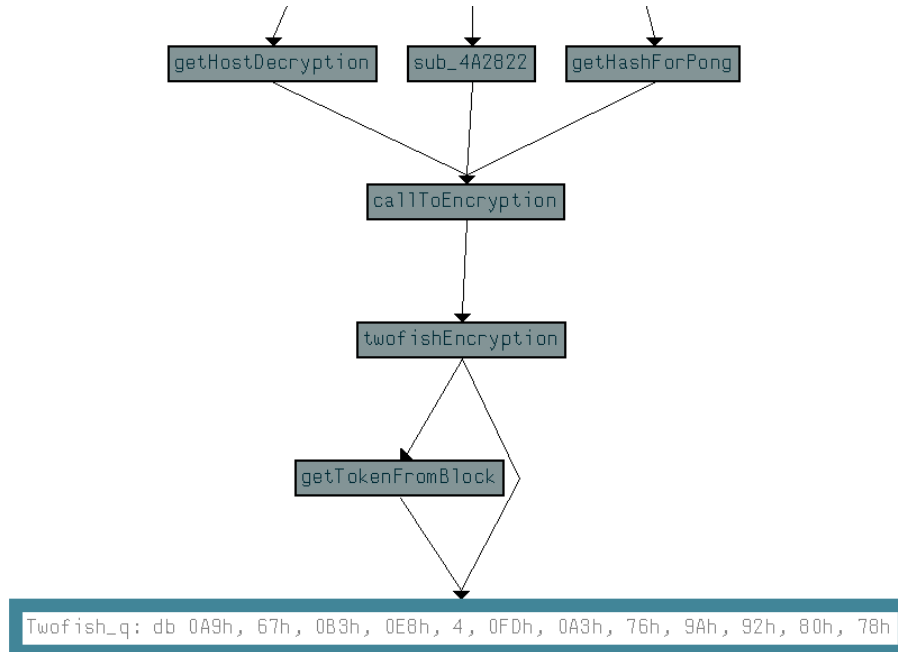 getHostDecryption sub_4A2822 getHashForPong
callToEncryption
twofishEncryption
getTokenFromBlock
Twofish_q: db 0A9h, 67h, 0B3h, 0E8h, 4, 0FDh, 0A3h, 76h, 9Ah, 92h, 80h, 78h